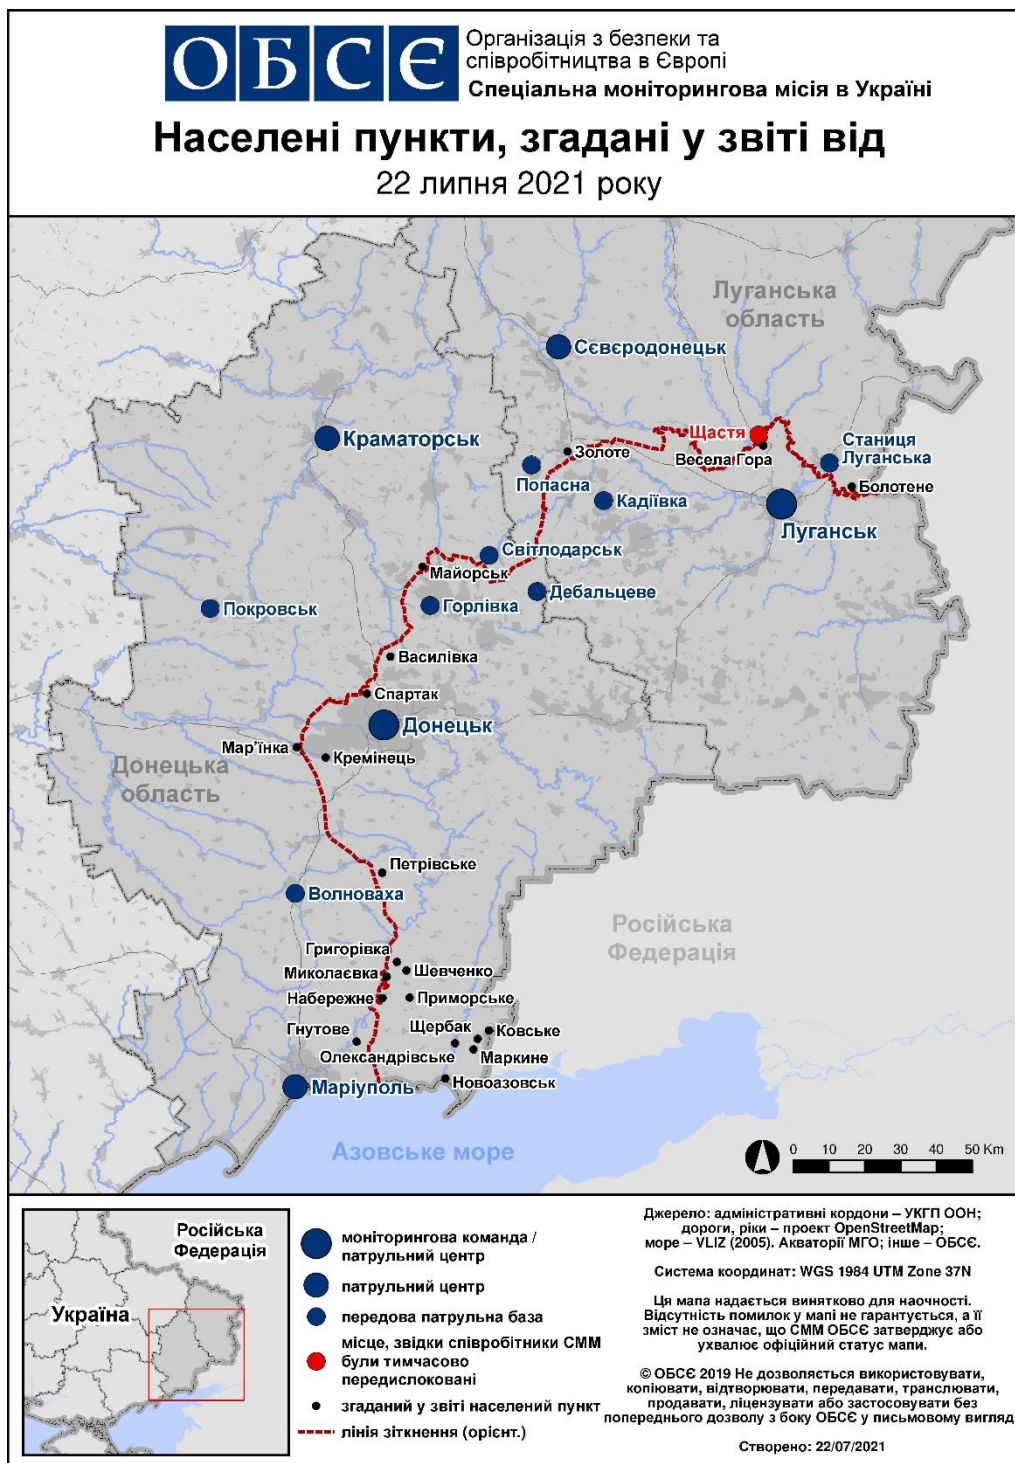 ОБСЄ
Організація з безпеки та
співробітництва в Європі
Спеціальна моніторингова місія в Україні
Населені пункти, згадані у звіті від
22 липня 2021 року
Луганська
область
Сєвєродонецьк
Щастя
Краматорськ
Золоте
Весела Гора
Станиця
Луганська
Попасна
Кадіївка
Болотене
Луганськ
Світлодарськ
Майорськ
Дебальцеве
Покровськ
Горлівка
Василівка
Спартак
Донецьк
Мар'їнка
Кремінець
Донецька
область
Петрівське
Волноваха
Російська
Федерація
Григорівка
Миколаєвка
Шевченко
Набережне
Приморське
Гнутове
Щербак
Ковське
Олександрівське
Маркине
Новоазовськ
Маріуполь
Азовське море
0 10 20 30 40 50 Km
Російська
Федерація
Україна
моніторингова команда /
патрульний центр
патрульний центр
передова патрульна база
місце, звідки співробітники СММ
були тимчасово
передислоковані
згаданий у звіті населений пункт
лінія зіткнення (орієнт.)
Джерело: адміністративні кордони – УКГП ООН;
дороги, ріки – проект OpenStreetMap;
море – VLIZ (2005). Акваторії МГО; інше – ОБСЄ.
Система координат: WGS 1984 UTM Zone 37N
Ця мапа надається винятково для наочності.
Відсутність помилок у мапі не гарантується, а її
зміст не означає, що СММ ОБСЄ затверджує або
ухвалює офіційний статус мапи.
© ОБСЄ 2019 Не дозволяється використовувати,
копіювати, відтворювати, передавати, транслювати,
продавати, ліцензувати або застосовувати без
попереднього дозволу з боку ОБСЄ у письмовому вигляд
Створено: 22/07/2021